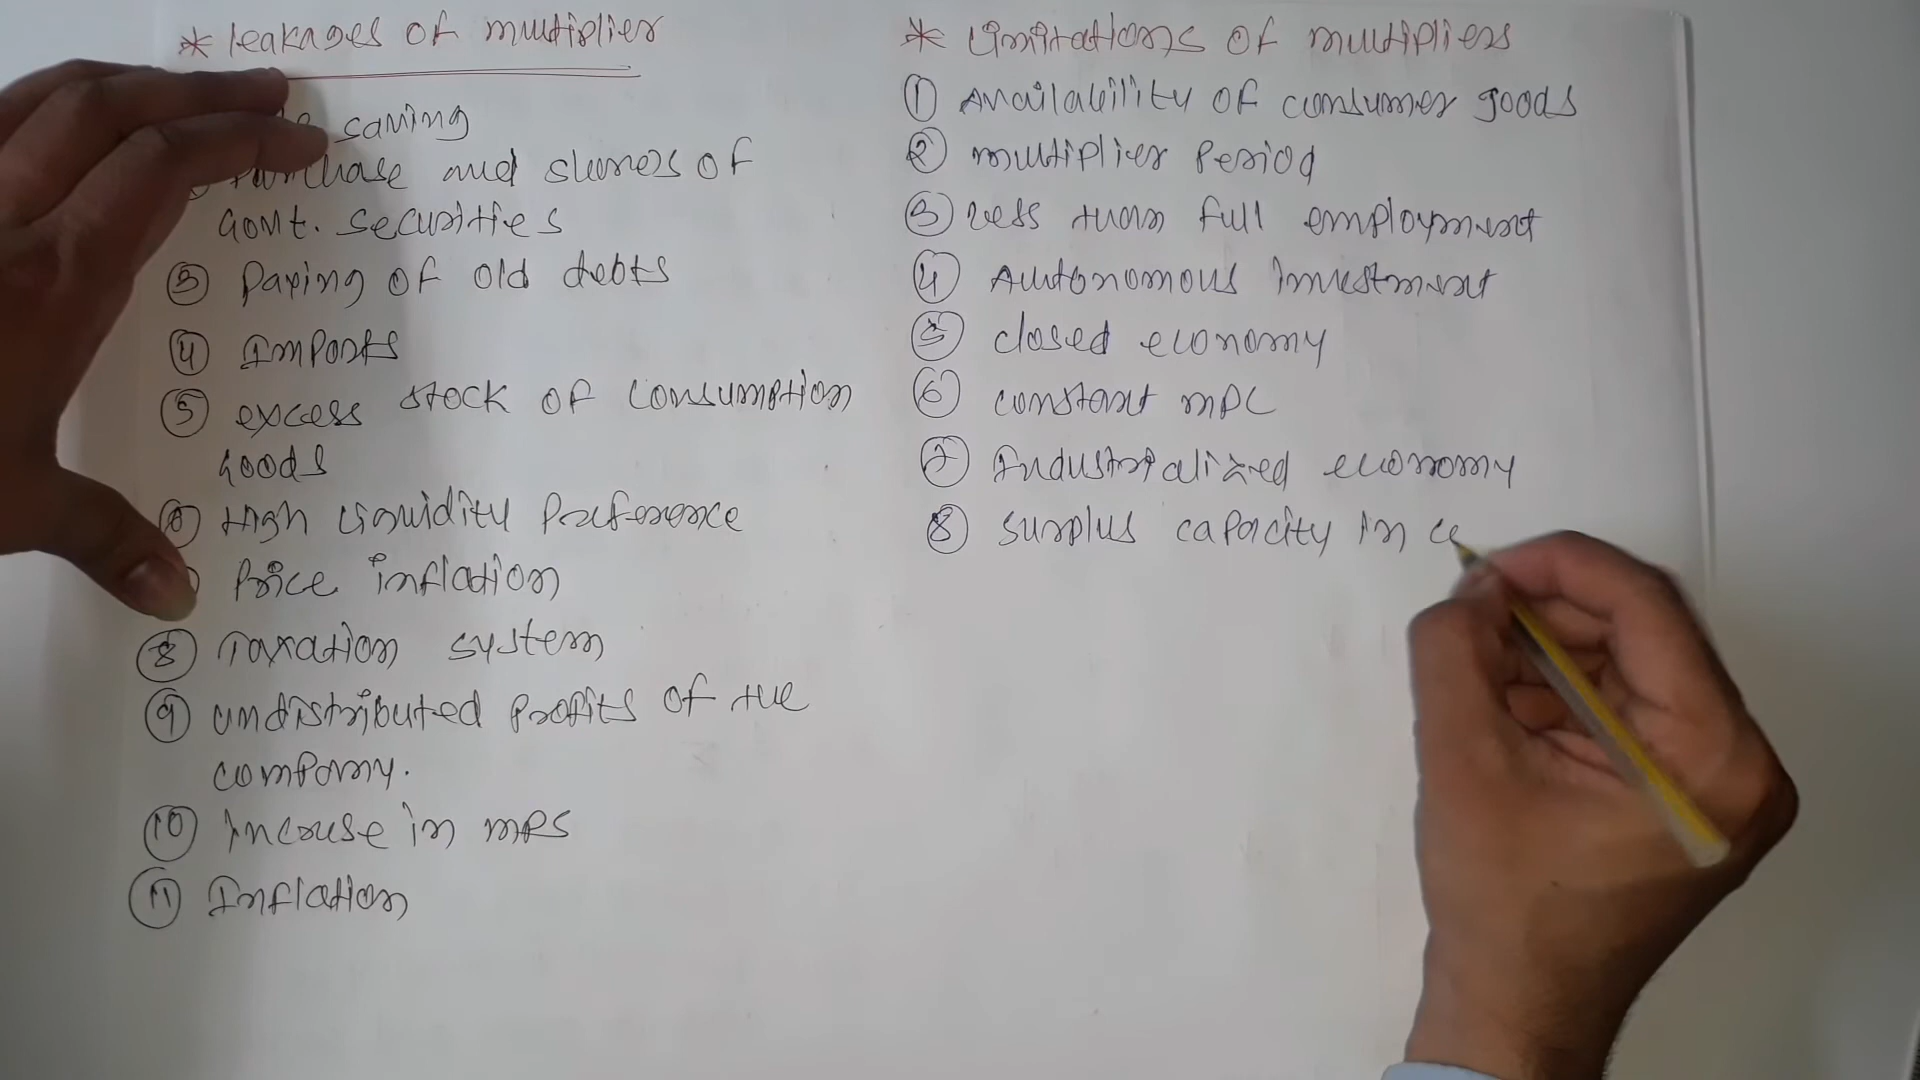 * leakages of multiplier
saving
Purchase and shares of
Govt. securities
③ Paying of old debts
④ Imports
⑤ excess stock of consumption
Goods
⑥ High Liquidity Preference
Price inflation
⑧ Taxation system
⑨ undistributed profits of the
company.
⑩ increase in MPS
⑪ Inflation
* Limitations of multipliers
① Availability of consumer goods
② multiplier Period
③ less than full employment
④ Autonomous investment
⑤ closed economy
⑥ constant MPC
⑦ Industrialized economy
⑧ surplus capacity in